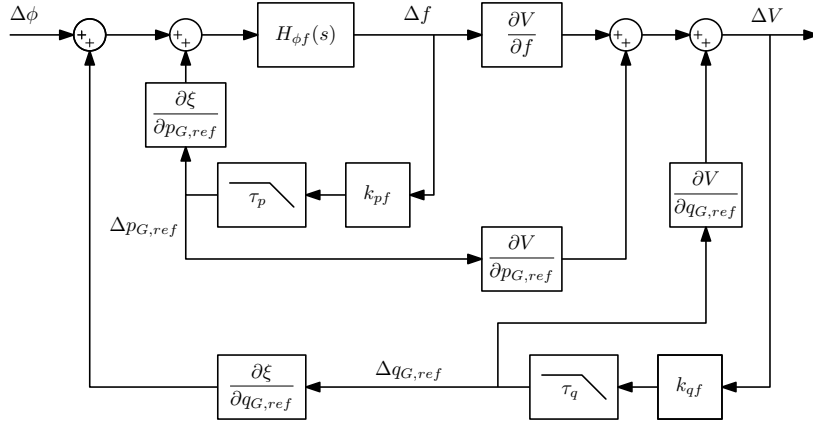 Δϕ
+
+
+
+
H_{ϕf}(s)
Δf
∂V
∂f
+
+
+
+
ΔV
∂ξ
∂p_{G,ref}
τ_p
k_{pf}
∂V
∂q_{G,ref}
Δp_{G,ref}
∂V
∂p_{G,ref}
∂ξ
∂q_{G,ref}
Δq_{G,ref}
τ_q
k_{qf}